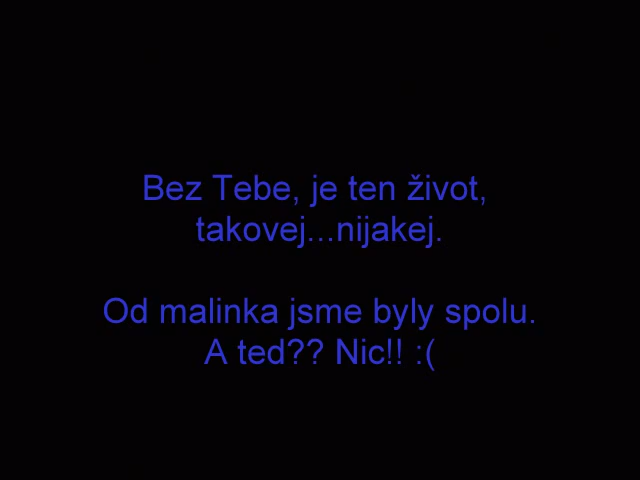 Bez Tebe, je ten život,
takovej...nijakej.
Od malinka jsme byly spolu.
A ted?? Nic!! :(